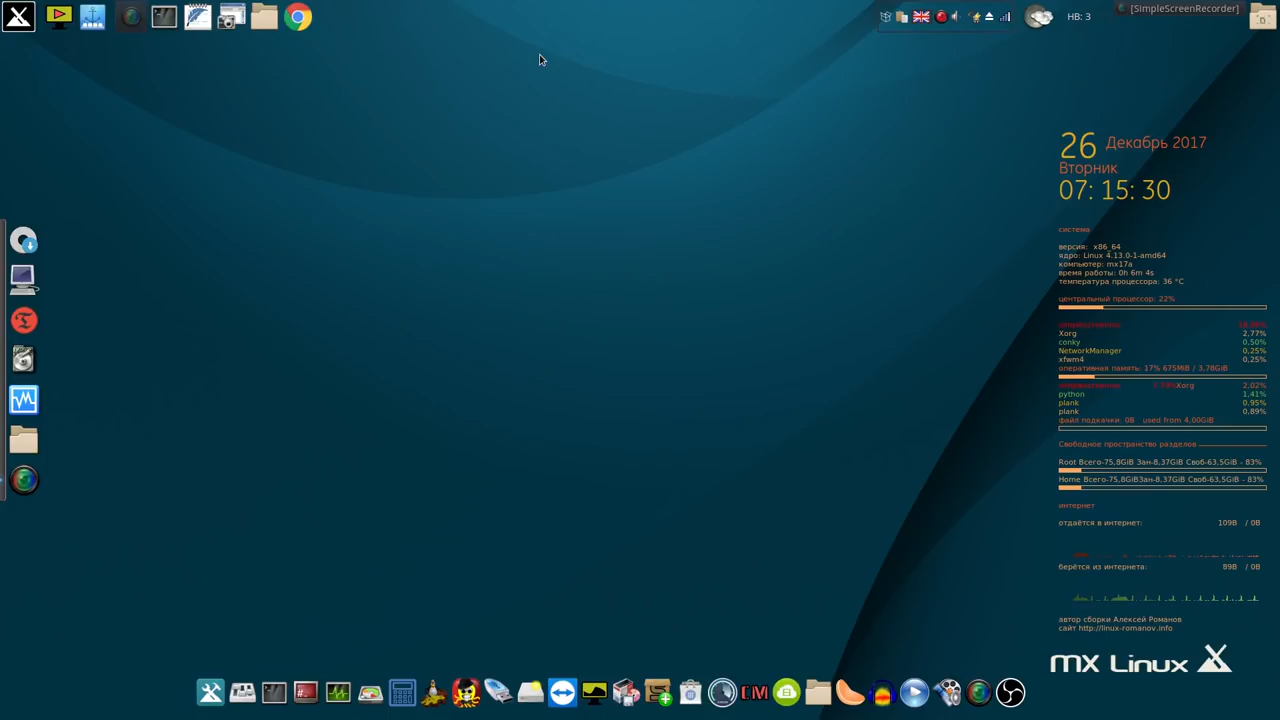 НВ: 3
[SimpleScreenRecorder]
26 Декабрь 2017
Вторник
07: 15: 30
система
версия: x86_64
ядро: Linux 4.13.0-1-amd64
компьютер: mx17a
время работы: 0h 6m 4s
температура процессора: 36 °C
центральный процессор: 22%
Xorg 2,77%
conky 0,50%
NetworkManager 0,25%
xfwm4 0,25%
оперативная память: 17% 675MiB / 3,78GiB
Xorg 2,02%
python 1,41%
plank 0,95%
plank 0,89%
файл подкачки: 0B used from 4,00GiB
Свободное пространство разделов
Root Всего-75,8GiB Зан-8,37GiB Своб-63,5GiB - 83%
Home Всего-75,8GiBЗан-8,37GiB Своб-63,5GiB - 83%
интернет
отдаётся в интернет: 109B / 0B
берётся из интернета: 89B / 0B
автор сборки Алексей Романов
сайт http://linux-romanov.info
MX Linux